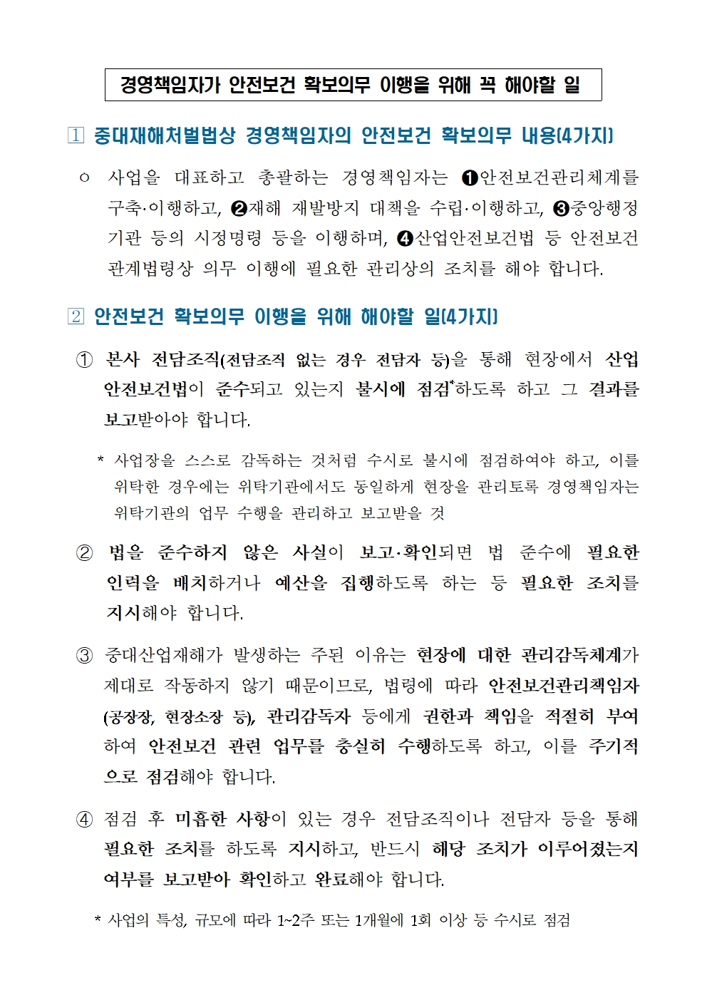 경영책임자가 안전보건 확보의무 이행을 위해 꼭 해야할 일
1 중대재해처벌법상 경영책임자의 안전보건 확보의무 내용(4가지)
ㅇ 사업을 대표하고 총괄하는 경영책임자는 ❶안전보건관리체계를
구축·이행하고, ❷재해 재발방지 대책을 수립·이행하고, ❸중앙행정
기관 등의 시정명령 등을 이행하며, ❹산업안전보건법 등 안전보건
관계법령상 의무 이행에 필요한 관리상의 조치를 해야 합니다.
2 안전보건 확보의무 이행을 위해 해야할 일(4가지)
① 본사 전담조직(전담조직 없는 경우 전담자 등)을 통해 현장에서 산업
안전보건법이 준수되고 있는지 불시에 점검*하도록 하고 그 결과를
보고받아야 합니다.
* 사업장을 스스로 감독하는 것처럼 수시로 불시에 점검하여야 하고, 이를
위탁한 경우에는 위탁기관에서도 동일하게 현장을 관리토록 경영책임자는
위탁기관의 업무 수행을 관리하고 보고받을 것
② 법을 준수하지 않은 사실이 보고·확인되면 법 준수에 필요한
인력을 배치하거나 예산을 집행하도록 하는 등 필요한 조치를
지시해야 합니다.
③ 중대산업재해가 발생하는 주된 이유는 현장에 대한 관리감독체계가
제대로 작동하지 않기 때문이므로, 법령에 따라 안전보건관리책임자
(공장장, 현장소장 등), 관리감독자 등에게 권한과 책임을 적절히 부여
하여 안전보건 관련 업무를 충실히 수행하도록 하고, 이를 주기적
으로 점검해야 합니다.
④ 점검 후 미흡한 사항이 있는 경우 전담조직이나 전담자 등을 통해
필요한 조치를 하도록 지시하고, 반드시 해당 조치가 이루어졌는지
여부를 보고받아 확인하고 완료해야 합니다.
* 사업의 특성, 규모에 따라 1~2주 또는 1개월에 1회 이상 등 수시로 점검